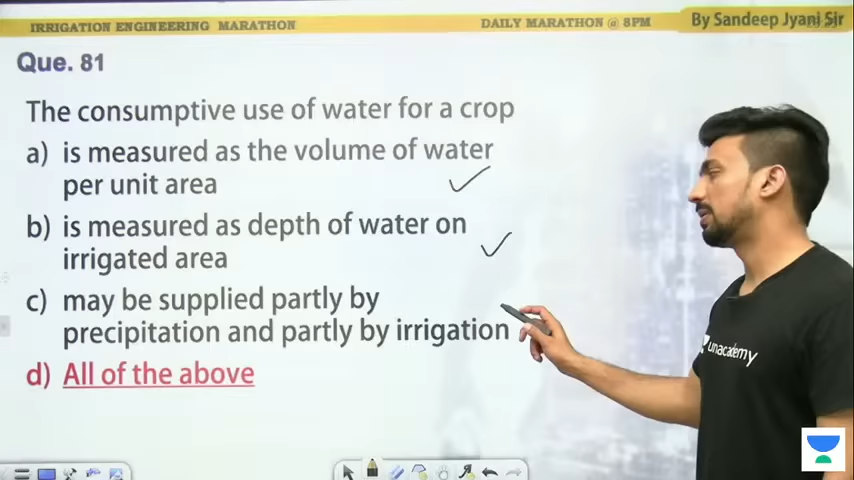 IRRIGATION ENGINEERING MARATHON
DAILY MARATHON @ 8PM
By Sandeep Jyani Sir
Que. 81
The consumptive use of water for a crop
a) is measured as the volume of water
per unit area
b) is measured as depth of water on
irrigated area
c) may be supplied partly by
precipitation and partly by irrigation
d) All of the above
unacademy